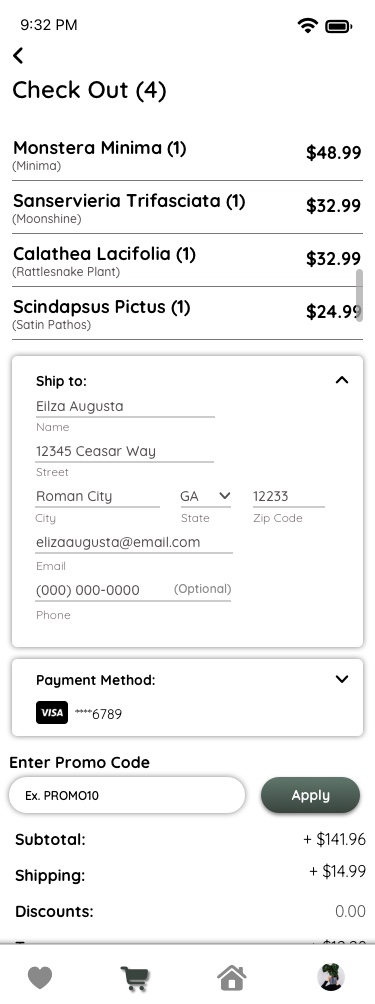 9:32 PM
Check Out (4)
Monstera Minima (1)
$48.99
(Minima)
Sanservieria Trifasciata (1)
$32.99
(Moonshine)
Calathea Lacifolia (1)
$32.99
(Rattlesnake Plant)
Scindapsus Pictus (1)
$24.99
(Satin Pathos)
Ship to:
Eilza Augusta
Name
12345 Ceasar Way
Street
Roman City GA 12233
City State Zip Code
elizaaugusta@email.com
Email
(000) 000-0000 (Optional)
Phone
Payment Method:
VISA ****6789
Enter Promo Code
Ex. PROMO10 Apply
Subtotal: + $141.96
Shipping: + $14.99
Discounts: 0.00